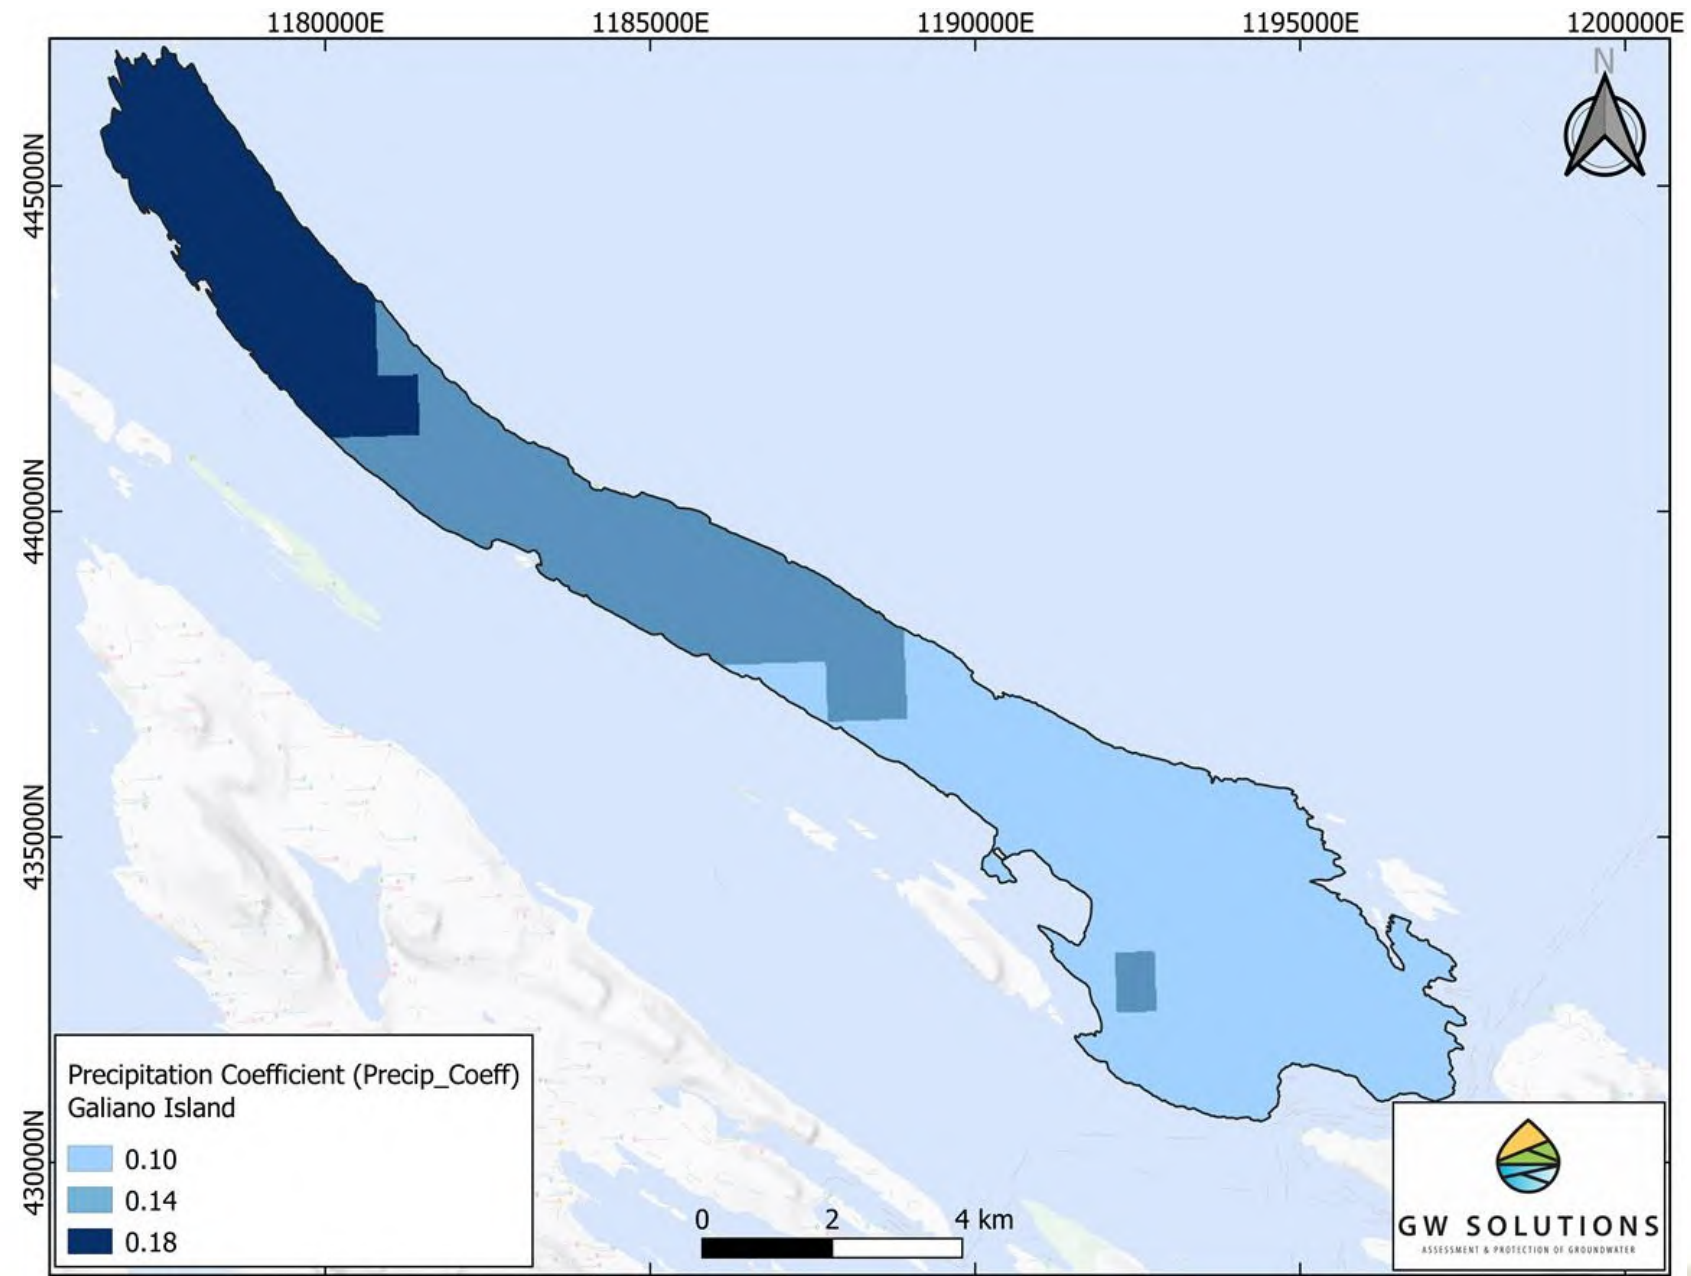 1180000E 1185000E 1190000E 1195000E 1200000E
N
445000N
440000N
435000N
430000N
Precipitation Coefficient (Precip_Coeff)
Galiano Island
0.10
0.14
0.18
0 2 4 km
GW SOLUTIONS
ASSESSMENT & PROTECTION OF GROUNDWATER